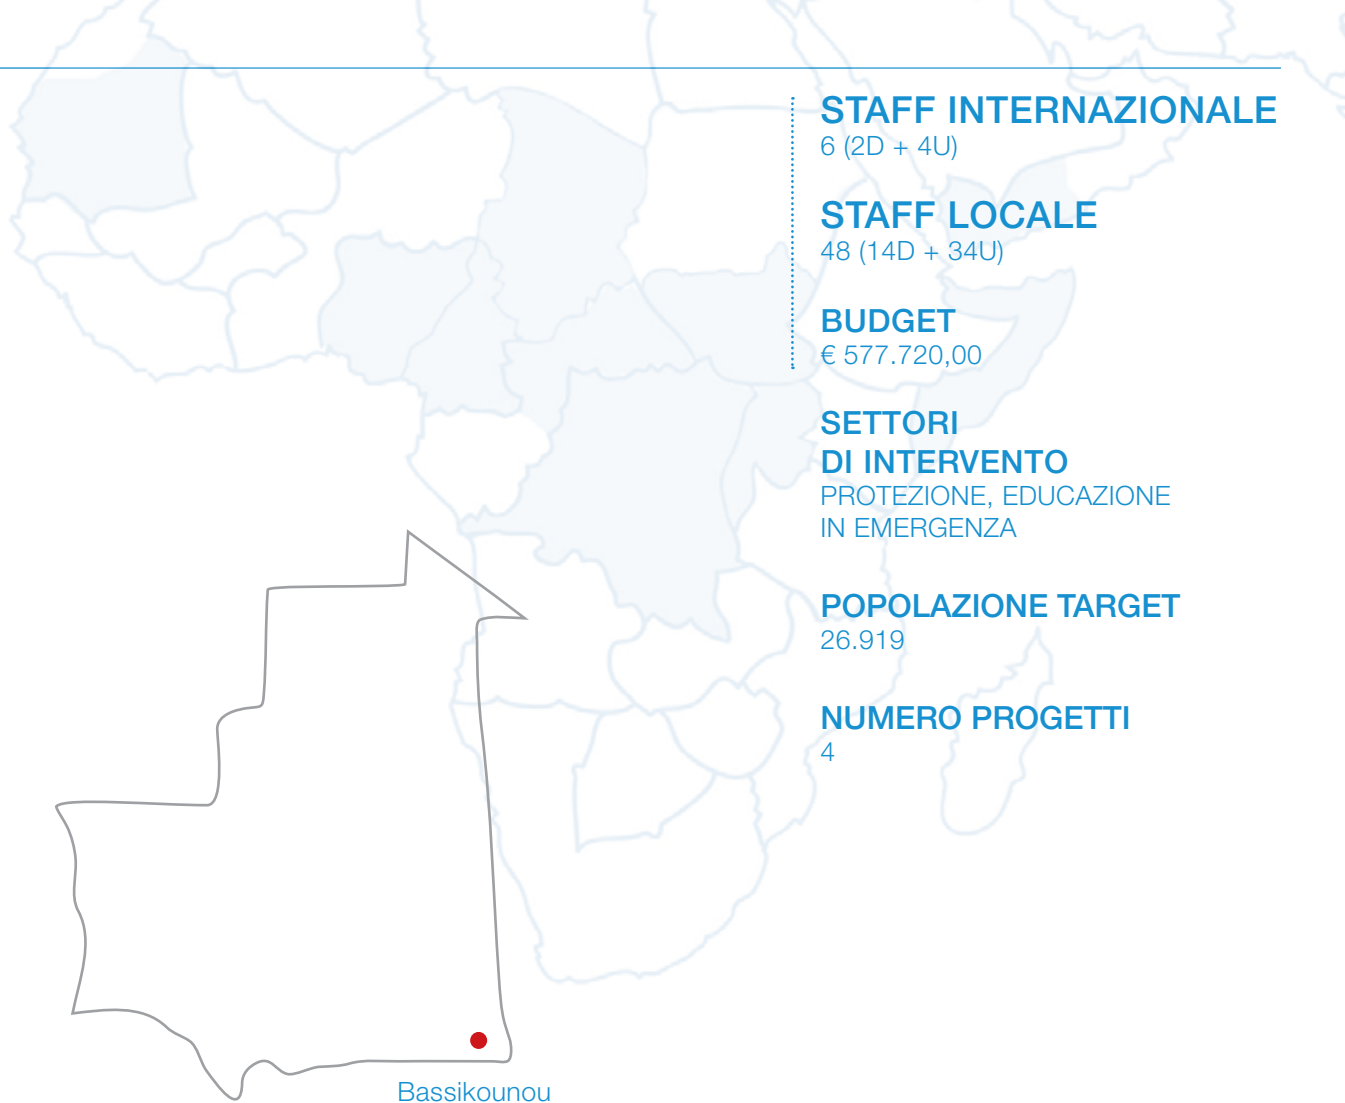 STAFF INTERNAZIONALE
6 (2D + 4U)
STAFF LOCALE
48 (14D + 34U)
BUDGET
€ 577.720,00
SETTORI
DI INTERVENTO
PROTEZIONE, EDUCAZIONE
IN EMERGENZA
POPOLAZIONE TARGET
26.919
NUMERO PROGETTI
4
Bassikounou